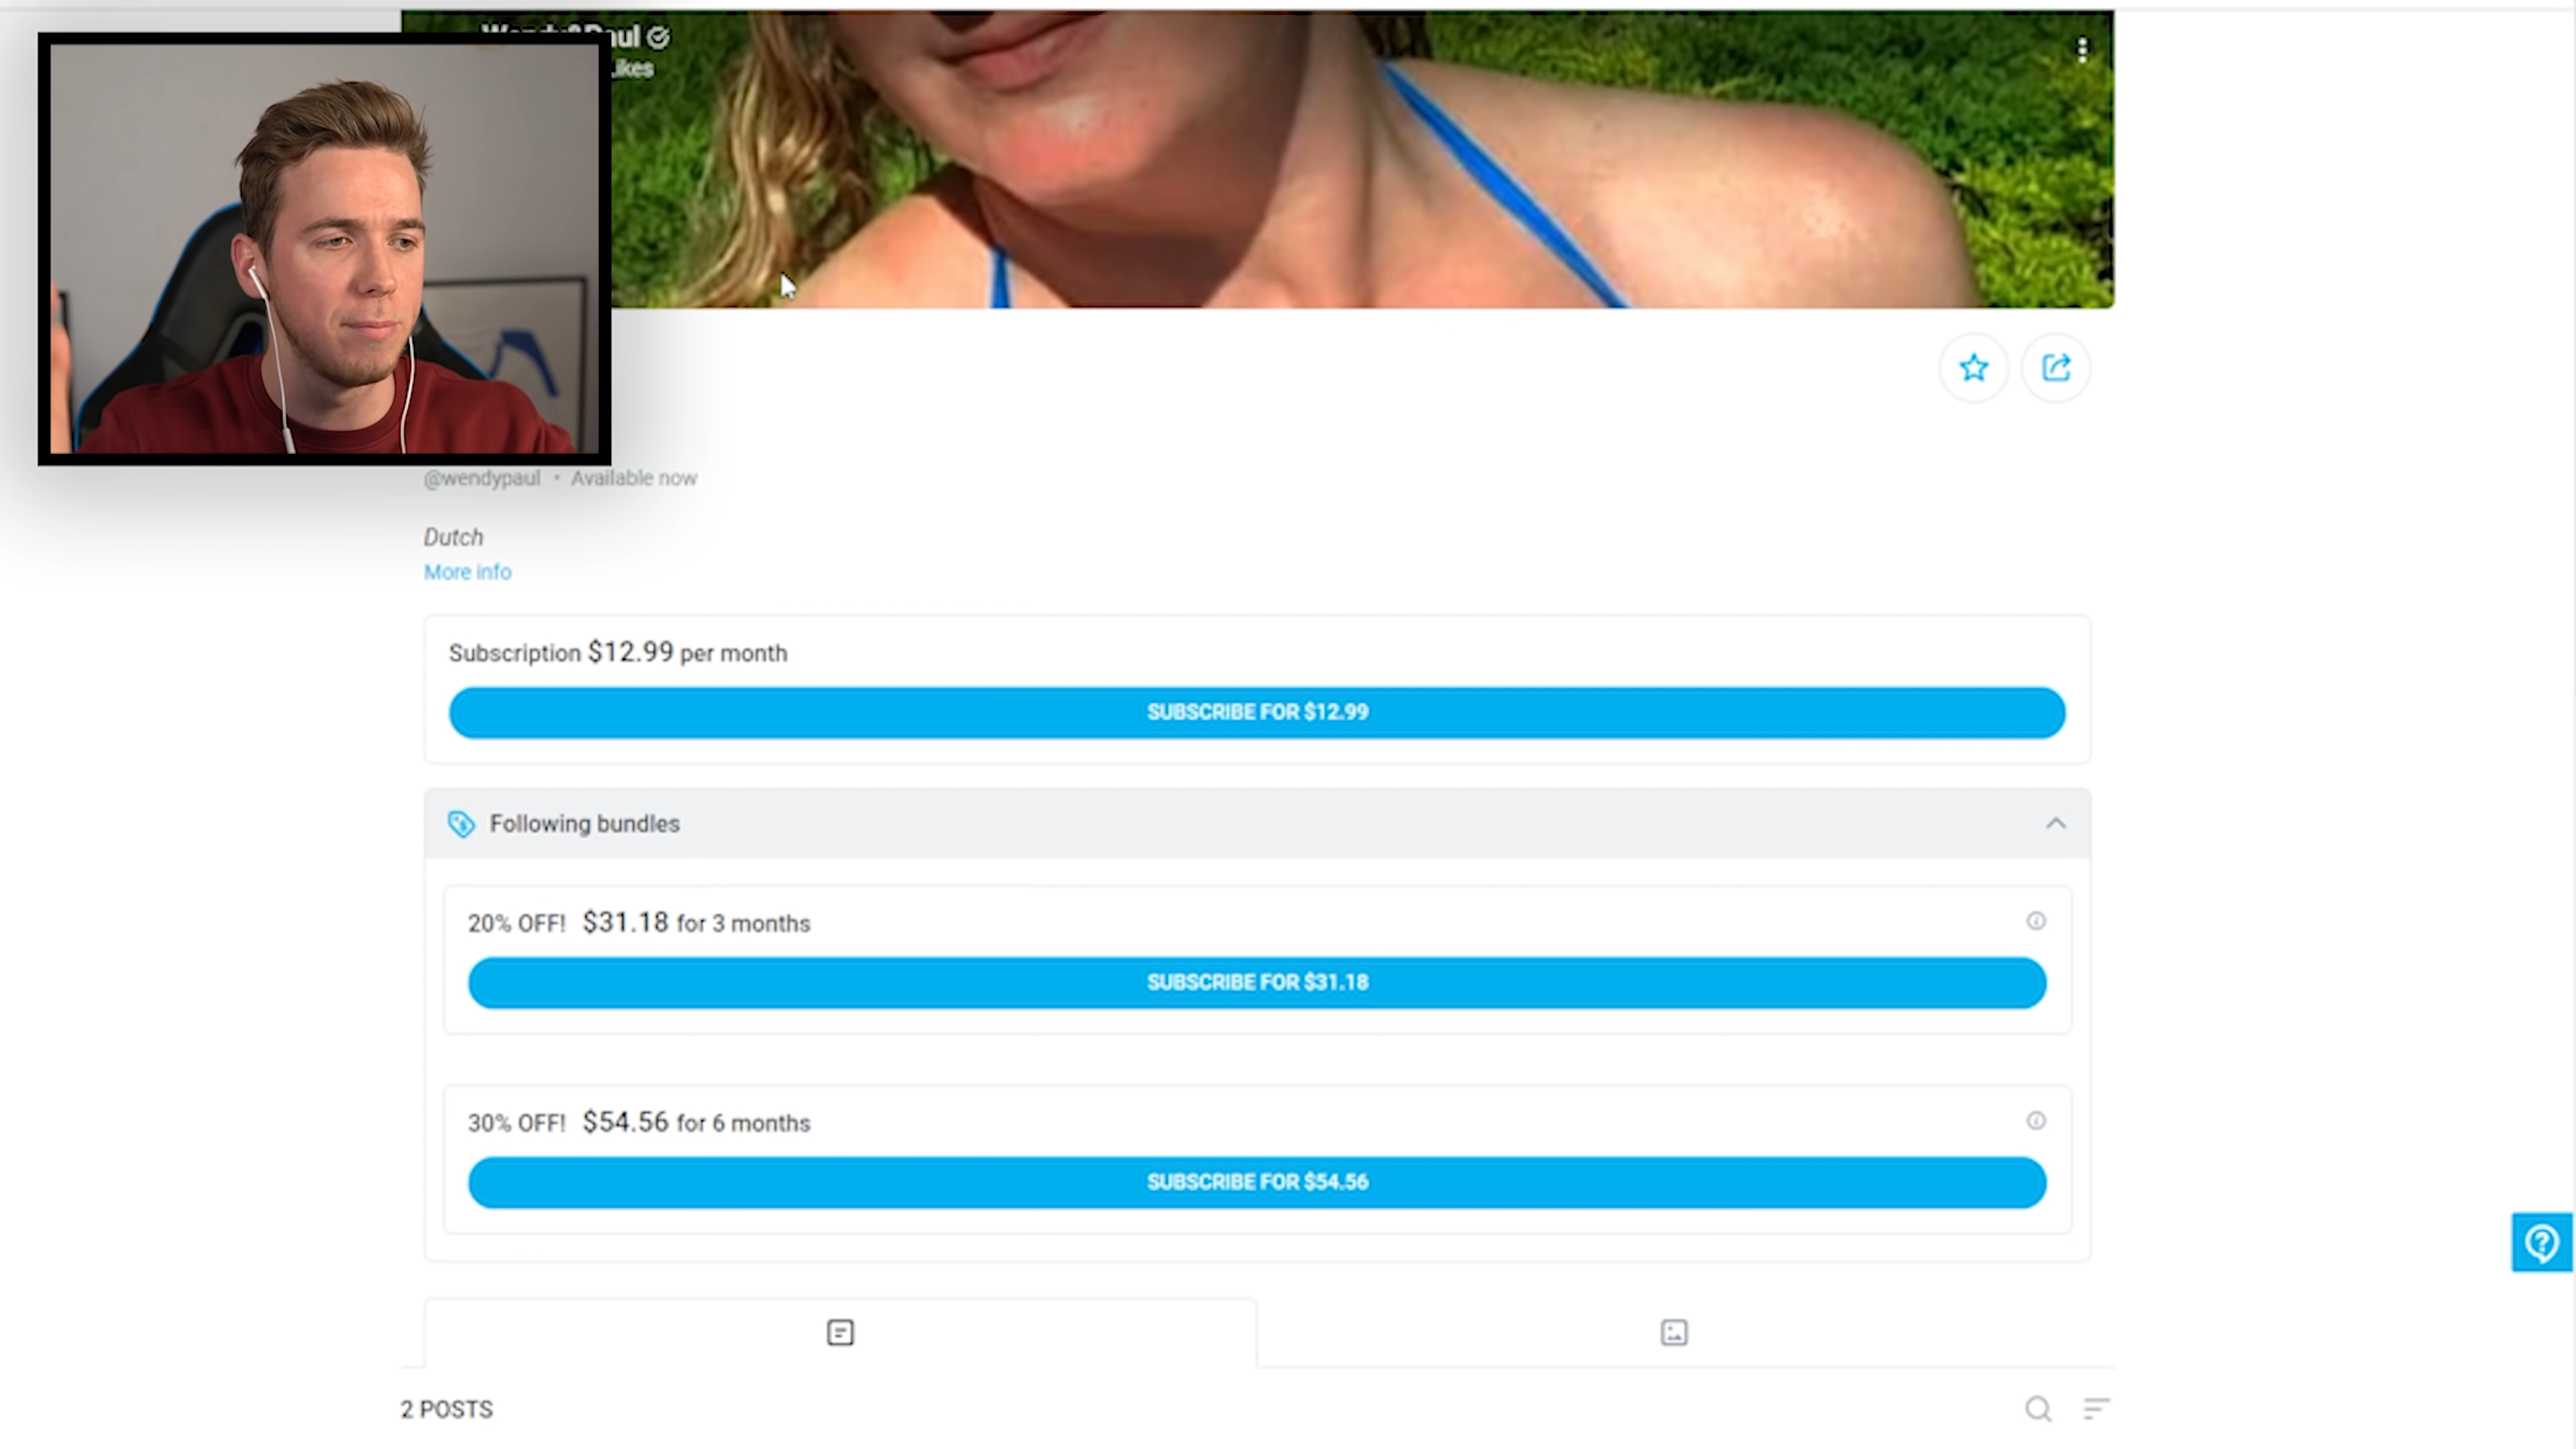 @wendypaul • Available now
Dutch
More info
Subscription $12.99 per month
SUBSCRIBE FOR $12.99
Following bundles
20% OFF! $31.18 for 3 months
SUBSCRIBE FOR $31.18
30% OFF! $54.56 for 6 months
SUBSCRIBE FOR $54.56
2 POSTS